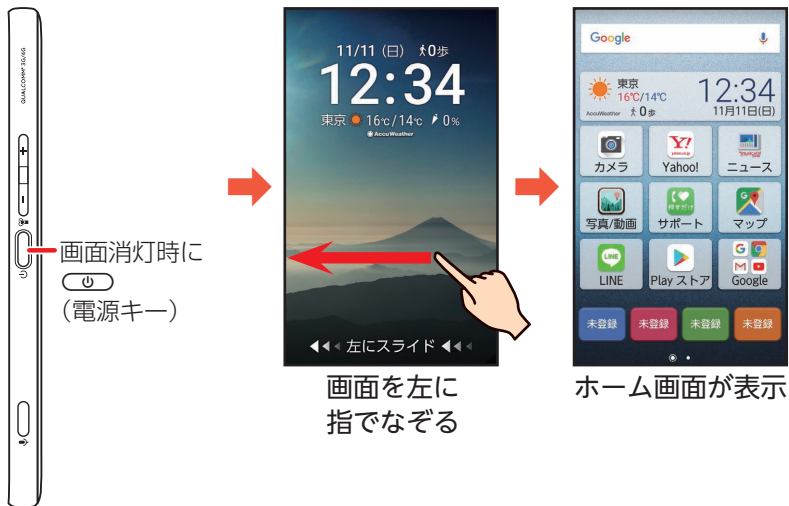 QUALCOMM 3G/4G
画面消灯時に
(電源キー)
11/11 (日) 0歩
12:34
東京 16℃/14℃ 0%
AccuWeather
◀◀◀ 左にスライド ◀◀◀
画面を左に
指でなぞる
Google
東京
16℃/14℃
AccuWeather 0歩
12:34
11月11日(日)
カメラ
Y!
Yahoo!
ニュース
写真/動画
押すだけ
サポート
マップ
LINE
LINE
Play ストア
G
M
Google
未登録 未登録 未登録 未登録
ホーム画面が表示